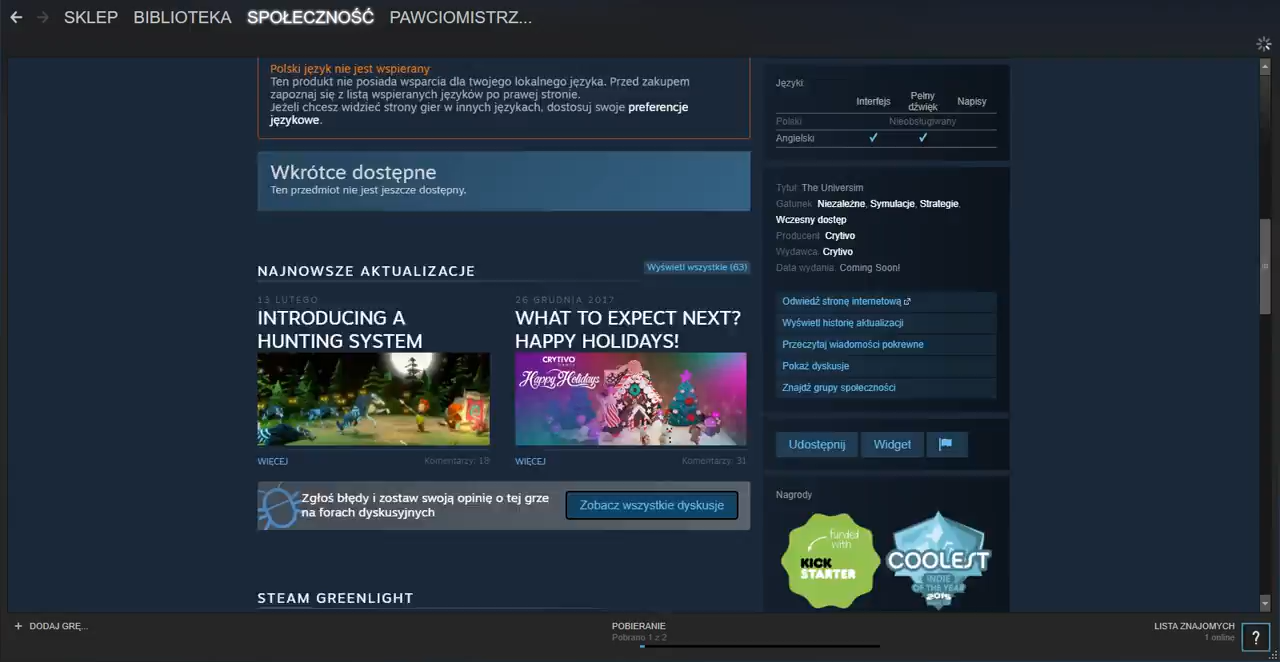 SKLEP BIBLIOTEKA SPOŁECZNOŚĆ PAWCIOMISTRZ...
Polski język nie jest wspierany
Ten produkt nie posiada wsparcia dla twojego lokalnego języka. Przed zakupem
zapoznaj się z listą wspieranych języków po prawej stronie.
Jeżeli chcesz widzieć strony gier w innych językach, dostosuj swoje preferencje
językowe.
Wkrótce dostępne
Ten przedmiot nie jest jeszcze dostępny.
NAJNOWSZE AKTUALIZACJE
Wyświetl wszystkie (63)
13 LUTEGO
INTRODUCING A
HUNTING SYSTEM
WIĘCEJ
Komentarzy: 18
26 GRUDNIA 2017
WHAT TO EXPECT NEXT?
HAPPY HOLIDAYS!
CRYTIVO
Happy Holidays
WIĘCEJ
Komentarzy: 31
Zgłoś błędy i zostaw swoją opinię o tej grze
na forach dyskusyjnych
Zobacz wszystkie dyskusje
STEAM GREENLIGHT
Języki:
Interfejs Pełny dźwięk Napisy
Polski Nieobsługiwany
Angielski ✓ ✓
Tytuł: The Universim
Gatunek: Niezależne, Symulacje, Strategie,
Wczesny dostęp
Producent: Crytivo
Wydawca: Crytivo
Data wydania: Coming Soon!
Odwiedź stronę internetową
Wyświetl historię aktualizacji
Przeczytaj wiadomości pokrewne
Pokaż dyskusje
Znajdź grupy społeczności
Udostępnij Widget
Nagrody
funded
with
KICK
STARTER
COOLEST
INDIE
OF THE YEAR
+ DODAJ GRĘ...
POBIERANIE
Pobrano 1 z 2
LISTA ZNAJOMYCH
1 online
?